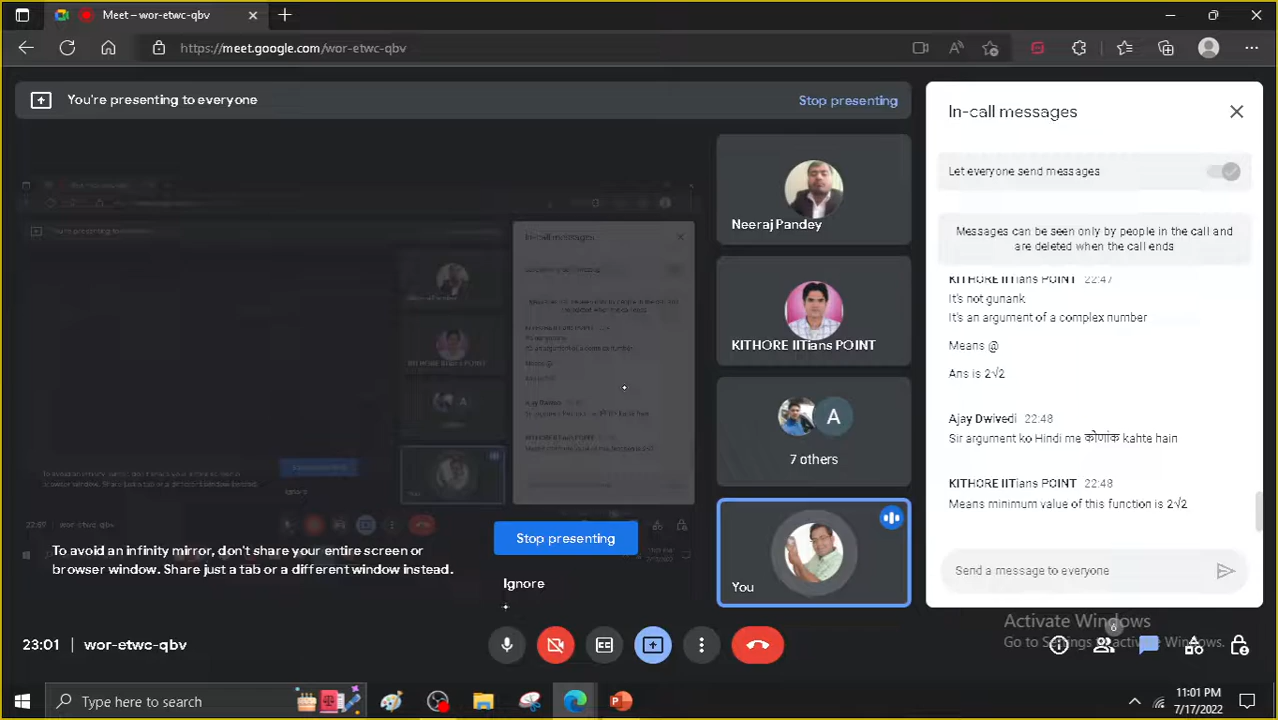 Meet – wor-etwc-qbv
https://meet.google.com/wor-etwc-qbv
You're presenting to everyone
Stop presenting
In-call messages
Let everyone send messages
Messages can be seen only by people in the call and
are deleted when the call ends
KITHORE IITians POINT 22:47
It's not gunank
It's an argument of a complex number
Means @
Ans is 2√2
Ajay Dwivedi 22:48
Sir argument ko Hindi me कोणांक kahte hain
KITHORE IITians POINT 22:48
Means minimum value of this function is 2√2
Send a message to everyone
Neeraj Pandey
KITHORE IITians POINT
A
7 others
You
In-call messages
Stop presenting
To avoid an infinity mirror, don't share your entire screen or
browser window. Share just a tab or a different window instead.
Ignore
Activate Windows
23:01 | wor-etwc-qbv
6
Type here to search
11:01 PM
7/17/2022